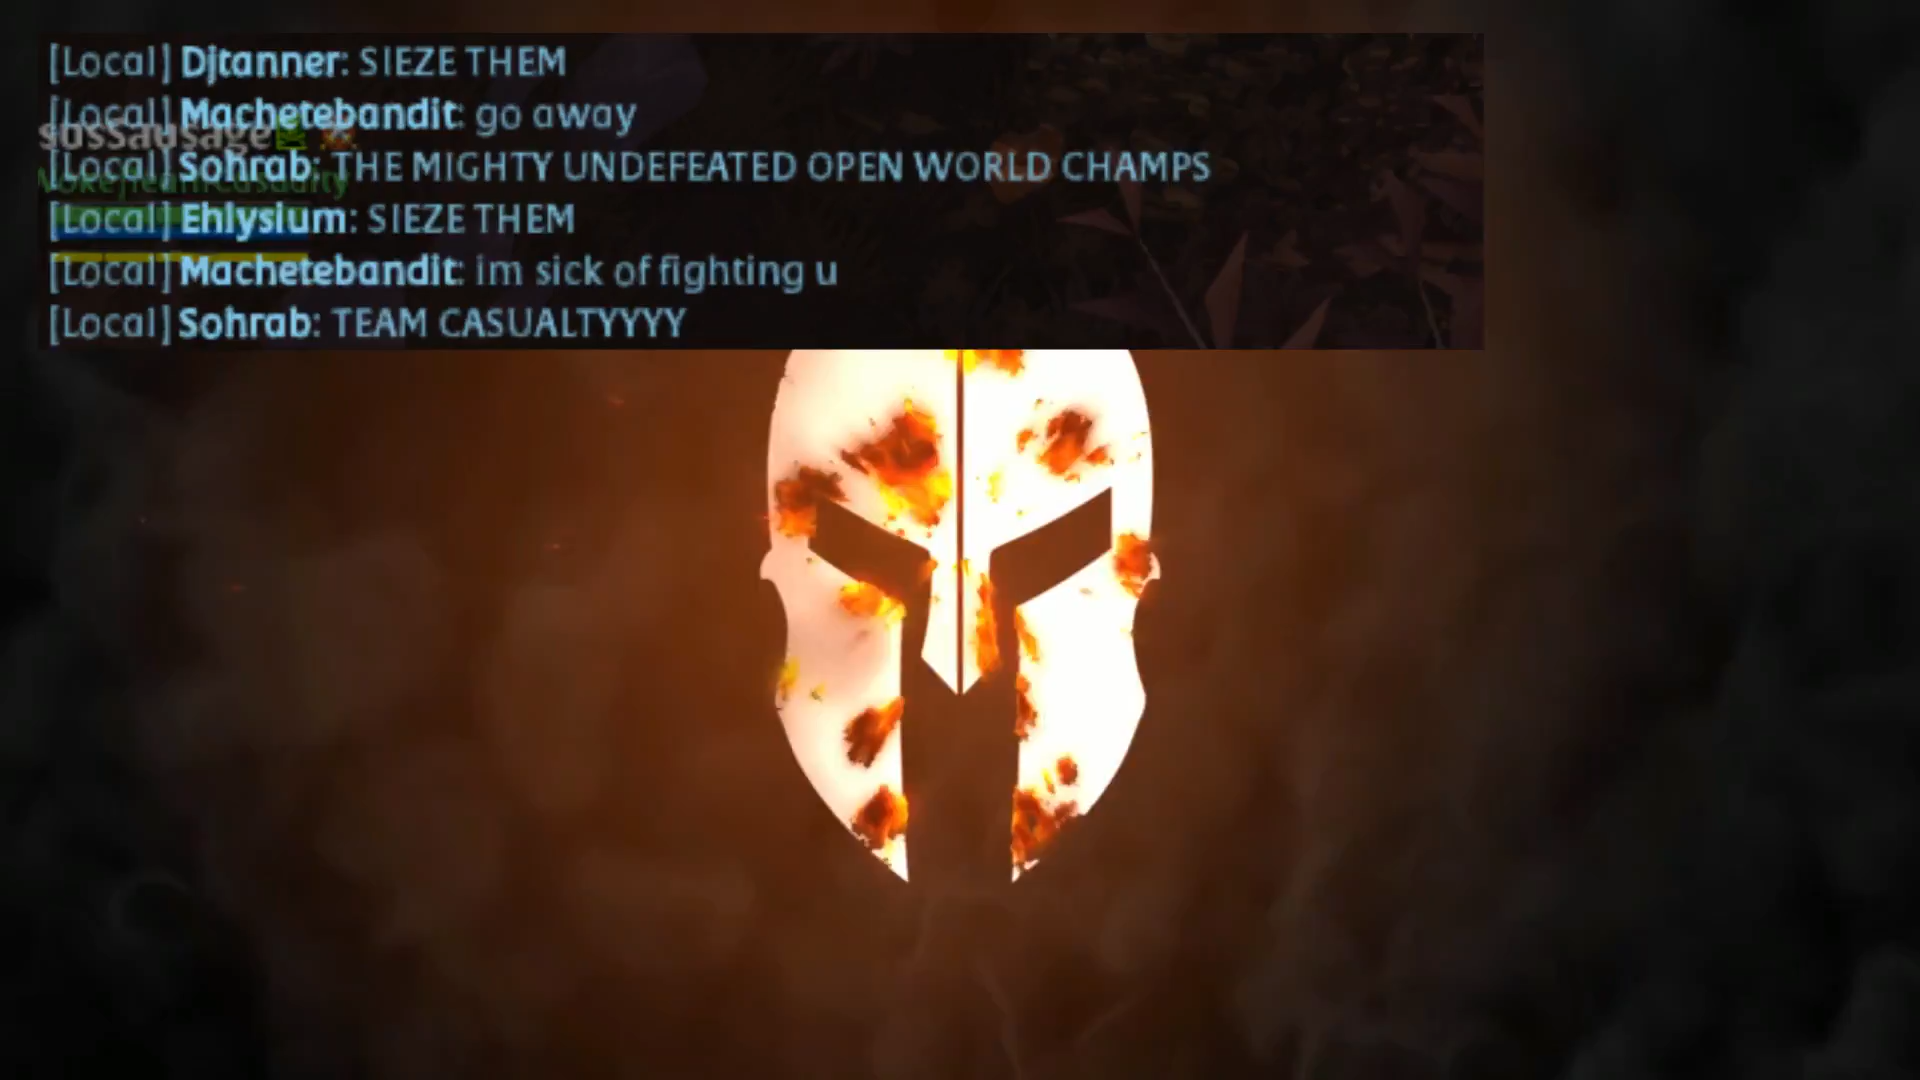 [Local] Djtanner: SIEZE THEM
[Local] Machetebandit: go away
susSausage
[Local] Sohrab: THE MIGHTY UNDEFEATED OPEN WORLD CHAMPS
[Local] Ehlysium: SIEZE THEM
[Local] Machetebandit: im sick of fighting u
[Local] Sohrab: TEAM CASUALTYYYY